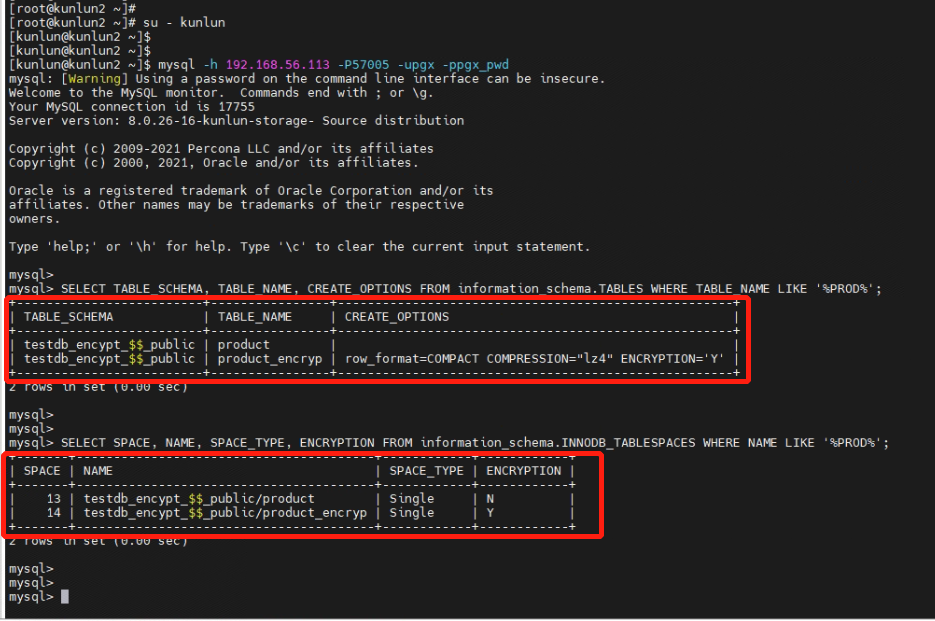 [root@kunlun2 ~]#
[root@kunlun2 ~]# su - kunlun
[kunlun@kunlun2 ~]$
[kunlun@kunlun2 ~]$
[kunlun@kunlun2 ~]$ mysql -h 192.168.56.113 -P57005 -upgx -ppgx_pwd
mysql: [Warning] Using a password on the command line interface can be insecure.
Welcome to the MySQL monitor.  Commands end with ; or \g.
Your MySQL connection id is 17755
Server version: 8.0.26-16-kunlun-storage- Source distribution

Copyright (c) 2009-2021 Percona LLC and/or its affiliates
Copyright (c) 2000, 2021, Oracle and/or its affiliates.

Oracle is a registered trademark of Oracle Corporation and/or its
affiliates. Other names may be trademarks of their respective
owners.

Type 'help;' or '\h' for help. Type '\c' to clear the current input statement.

mysql>
mysql> SELECT TABLE_SCHEMA, TABLE_NAME, CREATE_OPTIONS FROM information_schema.TABLES WHERE TABLE_NAME LIKE '%PROD%';
+------------------------+---------------+----------------------------------------------------+
| TABLE_SCHEMA           | TABLE_NAME    | CREATE_OPTIONS                                     |
+------------------------+---------------+----------------------------------------------------+
| testdb_encypt_$$_public | product        |                                                    |
| testdb_encypt_$$_public | product_encryp | row_format=COMPACT COMPRESSION="lz4" ENCRYPTION='Y' |
+------------------------+---------------+----------------------------------------------------+
2 rows in set (0.00 sec)

mysql>
mysql>
mysql> SELECT SPACE, NAME, SPACE_TYPE, ENCRYPTION FROM information_schema.INNODB_TABLESPACES WHERE NAME LIKE '%PROD%';
+-------+----------------------------------------+------------+------------+
| SPACE | NAME                                   | SPACE_TYPE | ENCRYPTION |
+-------+----------------------------------------+------------+------------+
|    13 | testdb_encypt_$$_public/product        | Single     | N          |
|    14 | testdb_encypt_$$_public/product_encryp | Single     | Y          |
+-------+----------------------------------------+------------+------------+
2 rows in set (0.00 sec)

mysql>
mysql>
mysql>